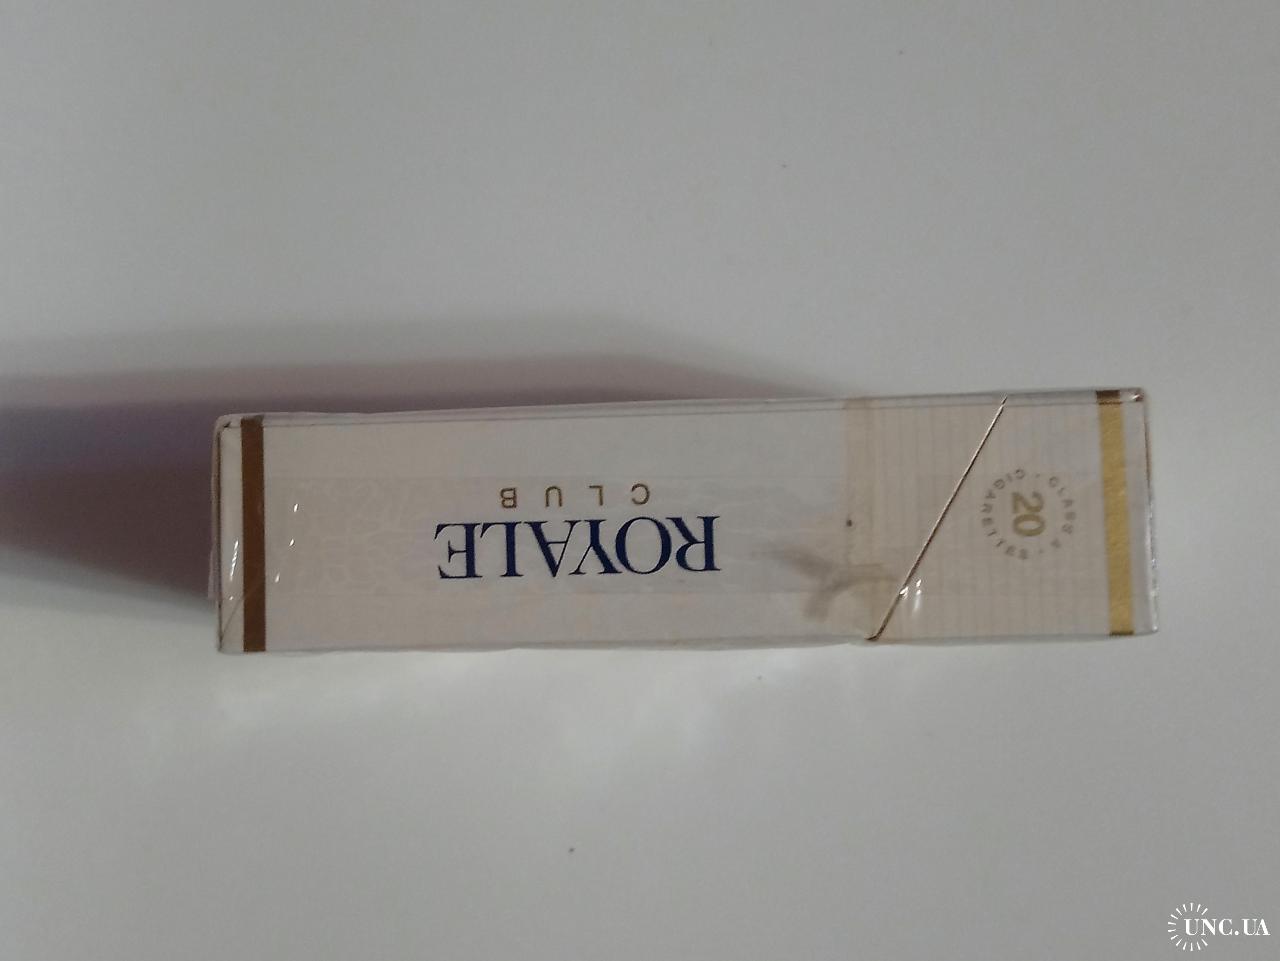 ROYALE
CLUB
20
CLASS A
CIGARETTES
UNC.UA